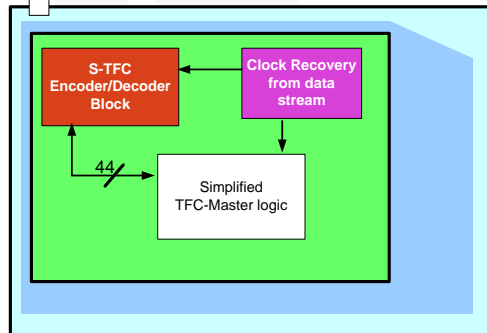 S-TFC
Encoder/Decoder
Block
Clock Recovery
from data
stream
44
Simplified
TFC-Master logic